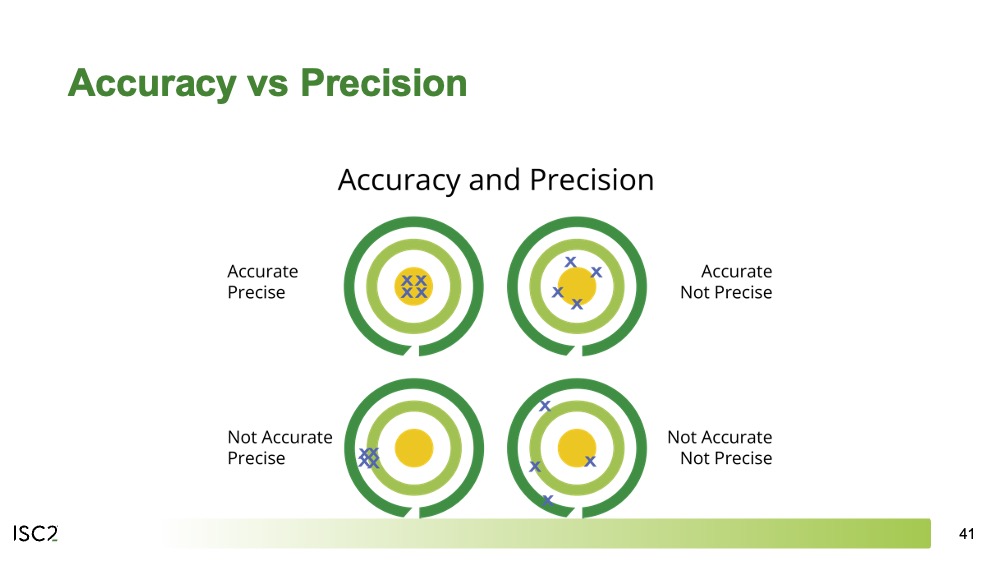 Accuracy vs Precision
Accuracy and Precision
Accurate
Precise
Accurate
Not Precise
x x
x x
x
x
x
x
Not Accurate
Precise
Not Accurate
Not Precise
x x
x x
x
x
x
x
ISC2
41